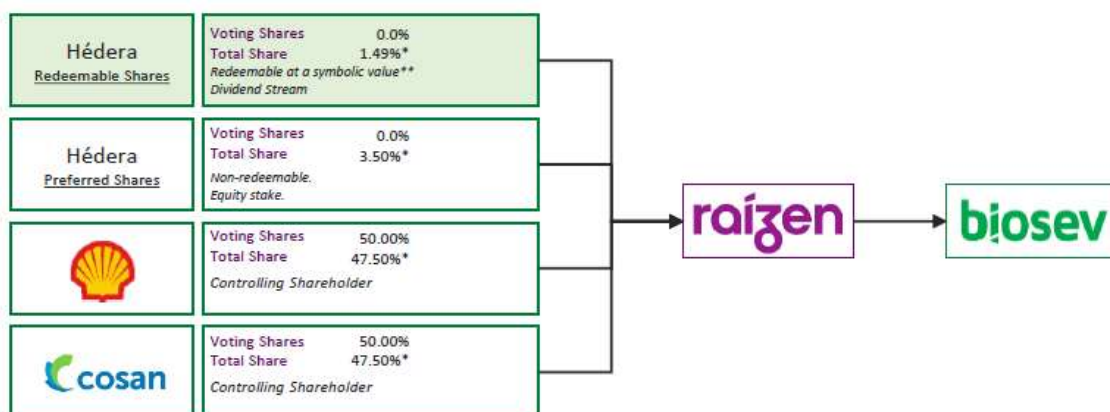 Hédera
Redeemable Shares
Voting Shares 0.0%
Total Share 1.49%*
Redeemable at a symbolic value**
Dividend Stream
Hédera
Preferred Shares
Voting Shares 0.0%
Total Share 3.50%*
Non-redeemable.
Equity stake.
Voting Shares 50.00%
Total Share 47.50%*
Controlling Shareholder
cosan
Voting Shares 50.00%
Total Share 47.50%*
Controlling Shareholder
raízen
biosev